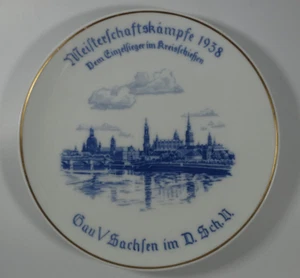 Meisterschaftskämpfe 1938
Dem Einzelsieger im Kreisschießen
Gau V Sachsen im D. Sch. V.